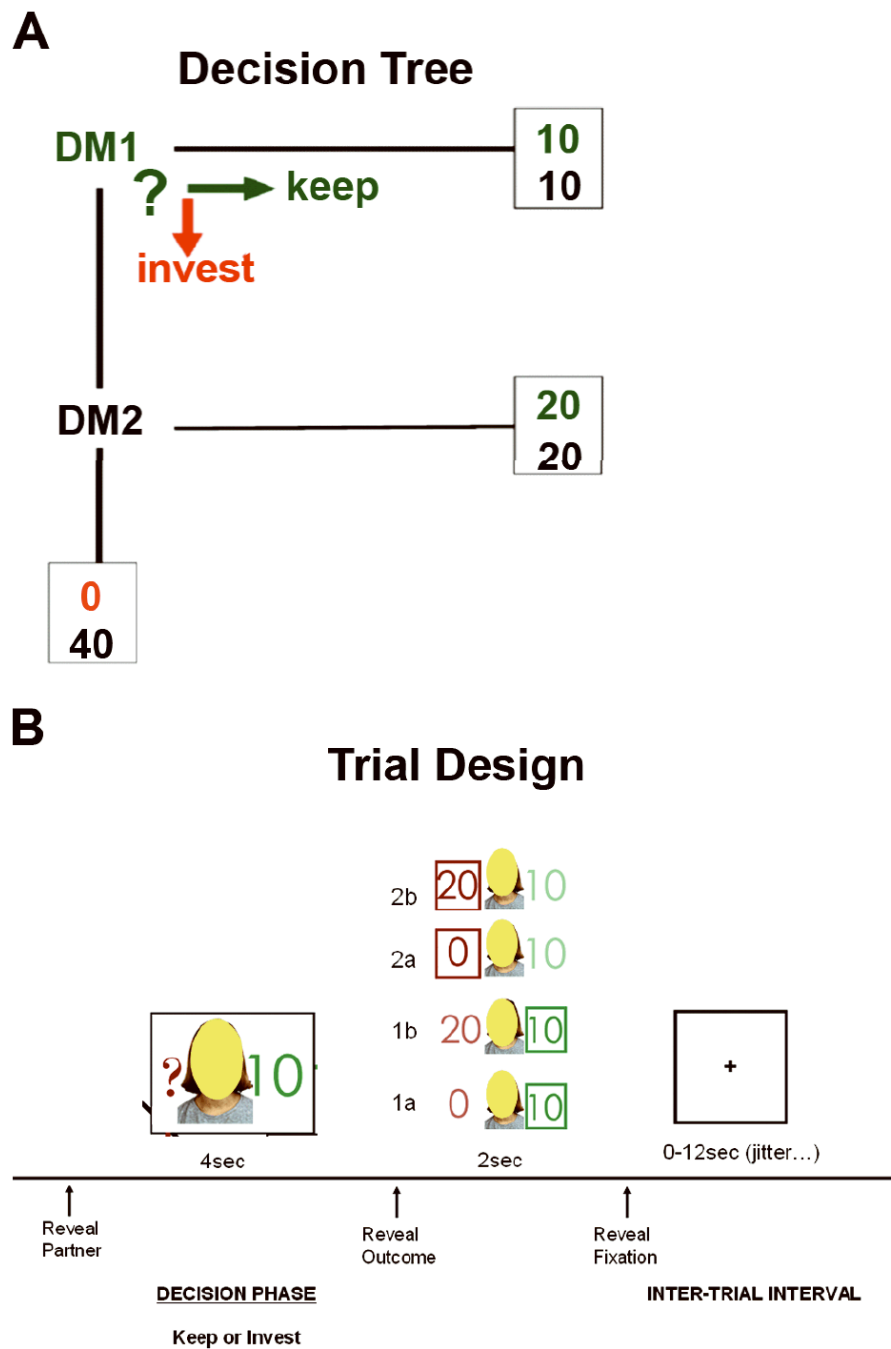 A
Decision Tree
DM1
?
keep
invest
10
10
DM2
20
20
0
40
B
Trial Design
2b 20 10
2a 0 10
1b 20 10
1a 0 10
? 10
+
4sec
2sec
0-12sec (jitter...)
Reveal
Partner
Reveal
Outcome
Reveal
Fixation
DECISION PHASE
INTER-TRIAL INTERVAL
Keep or Invest